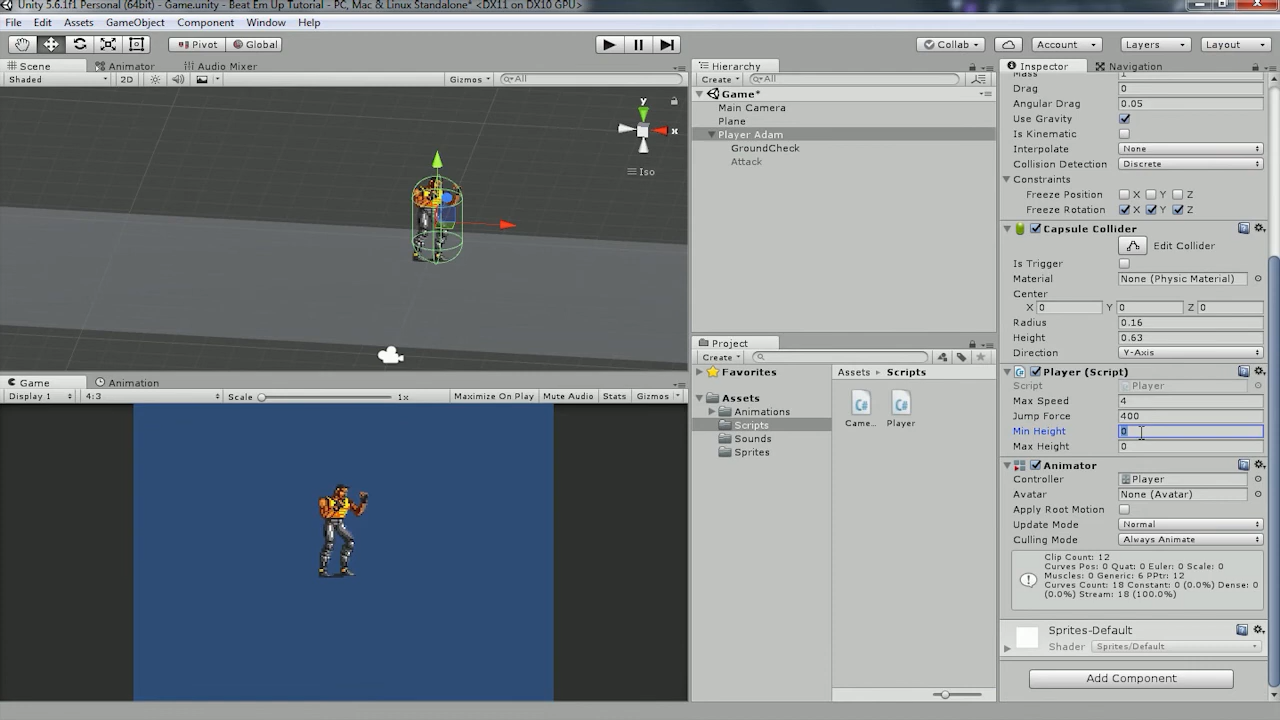 Unity 5.6.1f1 Personal (64bit) - Game.unity - Beat Em Up Tutorial - PC, Mac & Linux Standalone* <DX11 on DX10 GPU>
File Edit Assets GameObject Component Window Help
Pivot Global Collab Account Layers Layout
Scene Animator Audio Mixer
Shaded 2D Gizmos All
y
x
Iso
Game Animation
Display 1 4:3 Scale 1x Maximize On Play Mute Audio Stats Gizmos
Hierarchy
Create All
Game*
Main Camera
Plane
Player Adam
GroundCheck
Attack
Project
Create
Favorites
Assets
Animations
Scripts
Sounds
Sprites
Assets Scripts
C# C#
Came... Player
Inspector Navigation
Mass 1
Drag 0
Angular Drag 0.05
Use Gravity
Is Kinematic
Interpolate None
Collision Detection Discrete
Constraints
Freeze Position X Y Z
Freeze Rotation X Y Z
Capsule Collider
Edit Collider
Is Trigger
Material None (Physic Material)
Center
X 0 Y 0 Z 0
Radius 0.16
Height 0.63
Direction Y-Axis
Player (Script)
Script Player
Max Speed 4
Jump Force 400
Min Height 0
Max Height 0
Animator
Controller Player
Avatar None (Avatar)
Apply Root Motion
Update Mode Normal
Culling Mode Always Animate
Clip Count: 12
Curves Pos: 0 Quat: 0 Euler: 0 Scale: 0
Muscles: 0 Generic: 6 PPtr: 12
Curves Count: 18 Constant: 0 (0.0%) Dense: 0
(0.0%) Stream: 18 (100.0%)
Sprites-Default
Shader Sprites/Default
Add Component